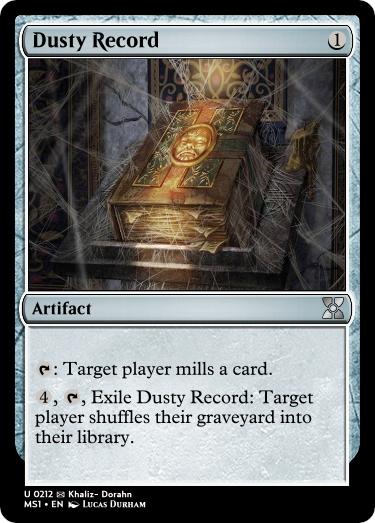 Dusty Record 1
Artifact
: Target player mills a card.
4, , Exile Dusty Record: Target
player shuffles their graveyard into
their library.
U 0212 Khaliz- Dorahn
MS1 • EN Lucas Durham